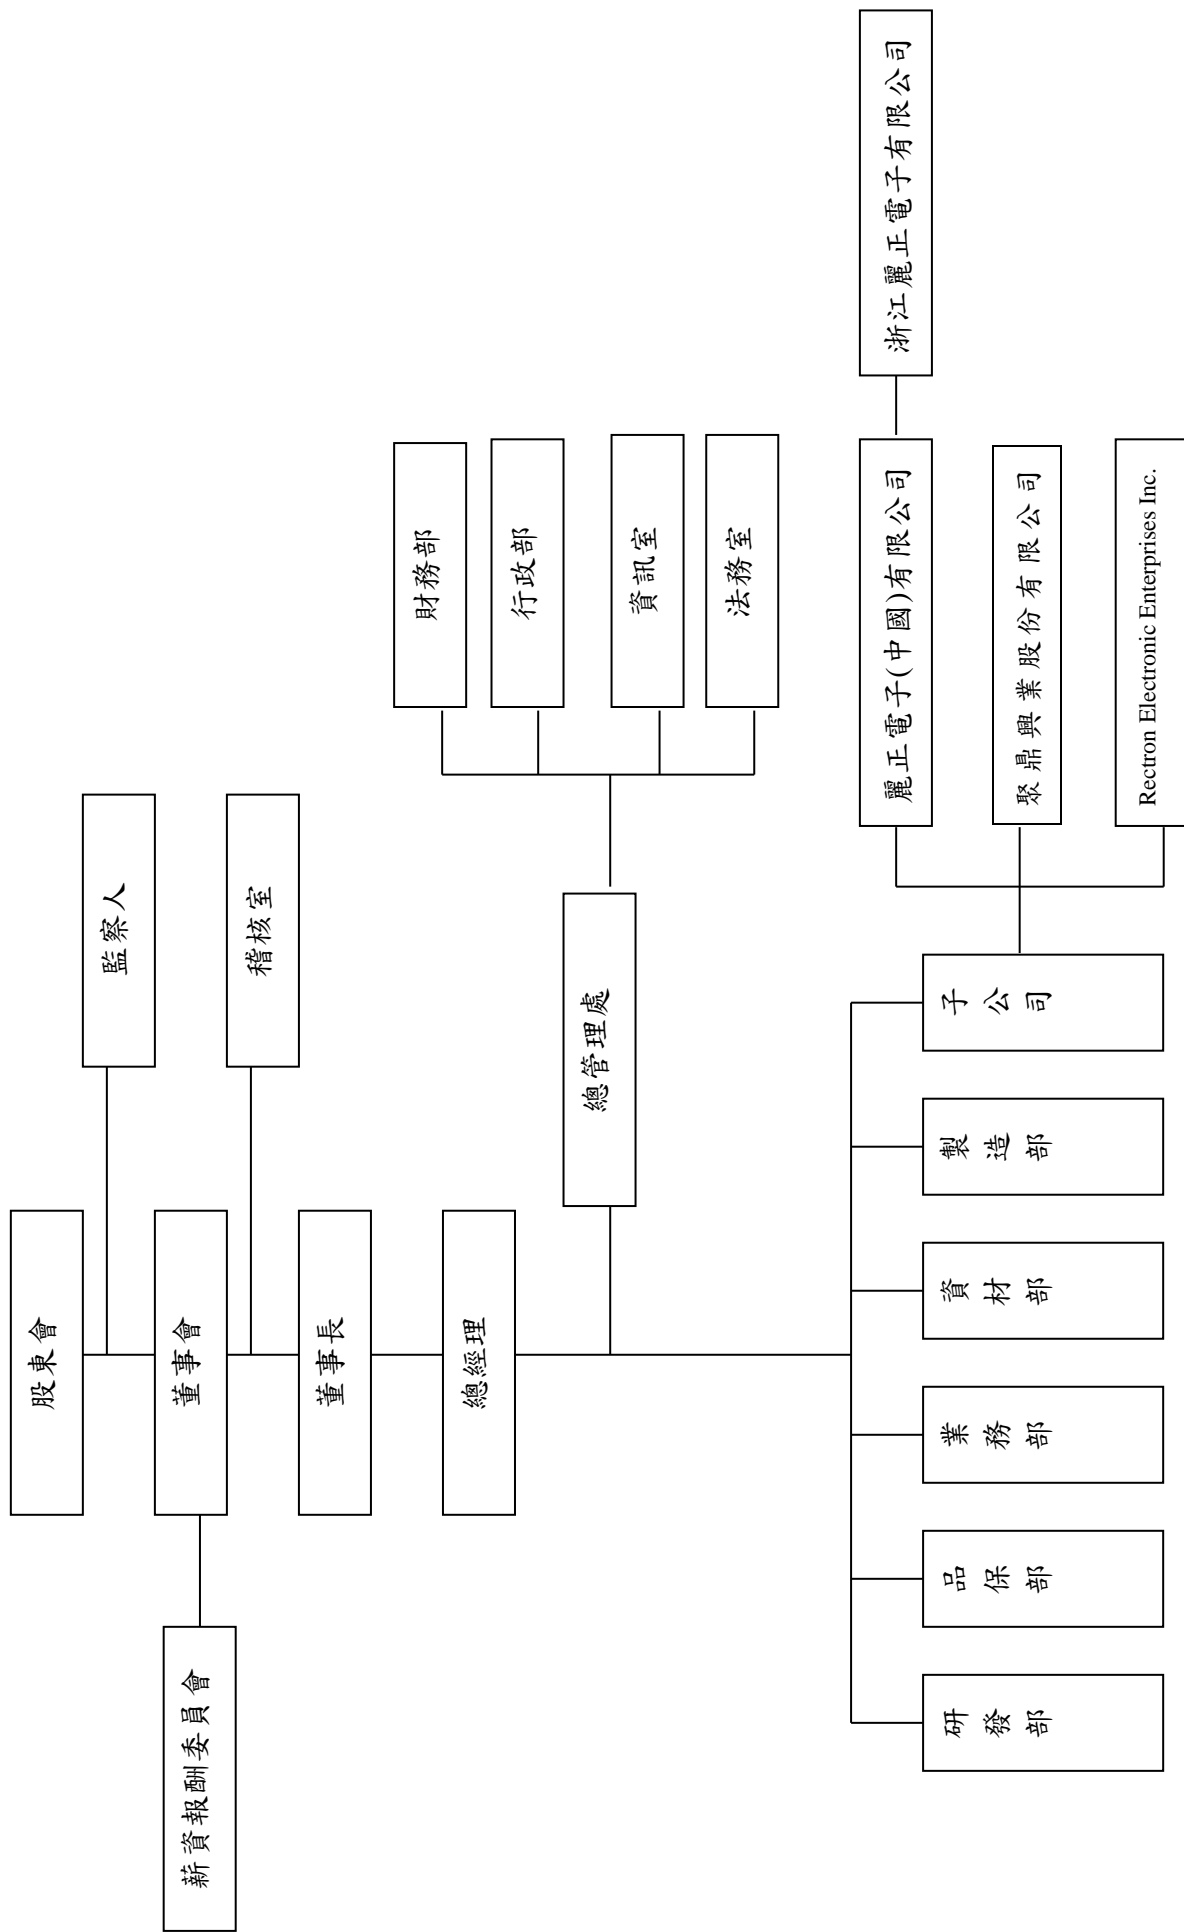 股東會
監察人
薪資報酬委員會
董事會
稽核室
董事長
總經理
總管理處
財務部
行政部
資訊室
法務室
研發部
品保部
業務部
資材部
製造部
子公司
麗正電子(中國)有限公司
浙江麗正電子有限公司
聚鼎興業股份有限公司
Rectron Electronic Enterprises Inc.